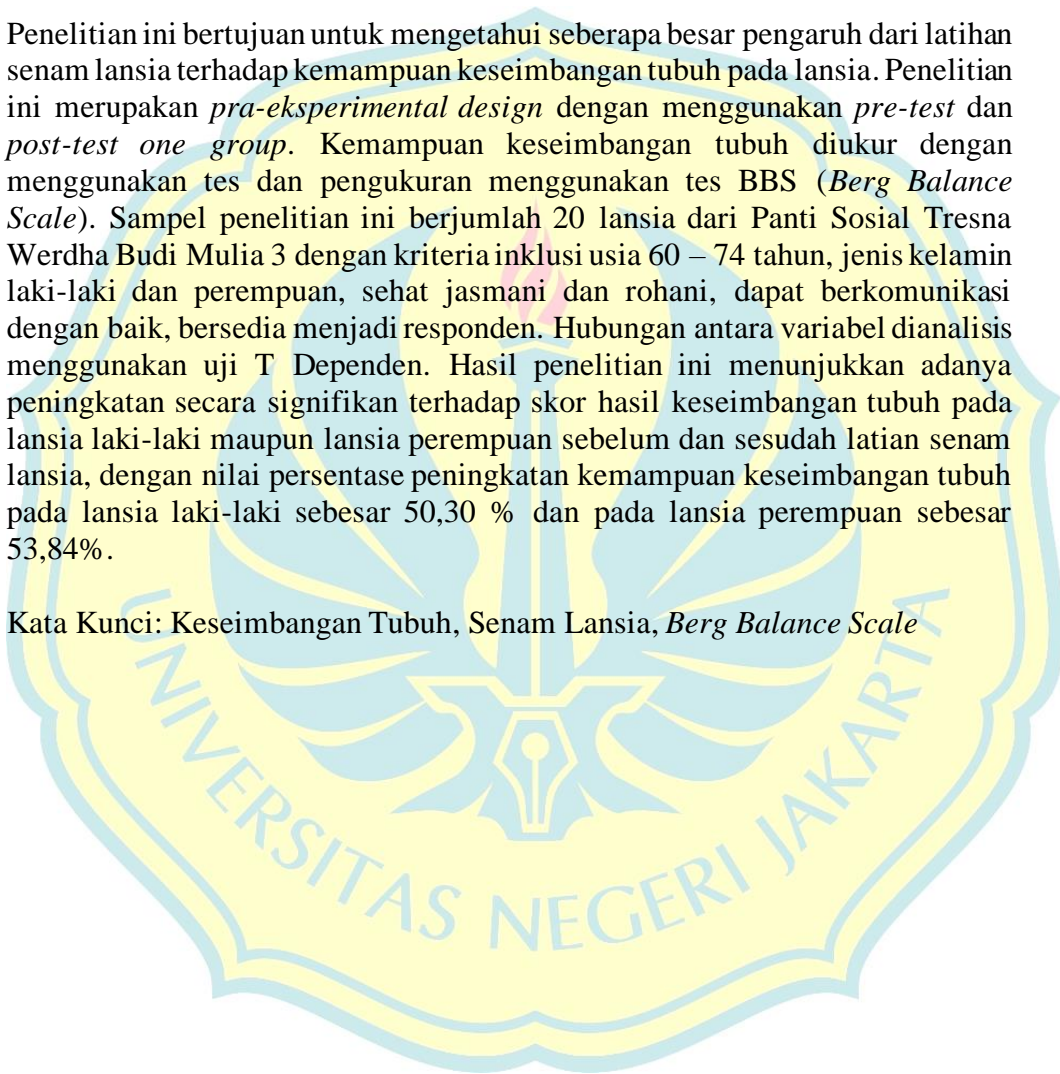 Penelitian ini bertujuan untuk mengetahui seberapa besar pengaruh dari latihan
senam lansia terhadap kemampuan keseimbangan tubuh pada lansia. Penelitian
ini merupakan pra-eksperimental design dengan menggunakan pre-test dan
post-test one group. Kemampuan keseimbangan tubuh diukur dengan
menggunakan tes dan pengukuran menggunakan tes BBS (Berg Balance
Scale). Sampel penelitian ini berjumlah 20 lansia dari Panti Sosial Tresna
Werdha Budi Mulia 3 dengan kriteria inklusi usia 60 – 74 tahun, jenis kelamin
laki-laki dan perempuan, sehat jasmani dan rohani, dapat berkomunikasi
dengan baik, bersedia menjadi responden. Hubungan antara variabel dianalisis
menggunakan uji T Dependen. Hasil penelitian ini menunjukkan adanya
peningkatan secara signifikan terhadap skor hasil keseimbangan tubuh pada
lansia laki-laki maupun lansia perempuan sebelum dan sesudah latian senam
lansia, dengan nilai persentase peningkatan kemampuan keseimbangan tubuh
pada lansia laki-laki sebesar 50,30 % dan pada lansia perempuan sebesar
53,84%.
Kata Kunci: Keseimbangan Tubuh, Senam Lansia, Berg Balance Scale
UNIVERSITAS NEGERI JAKARTA